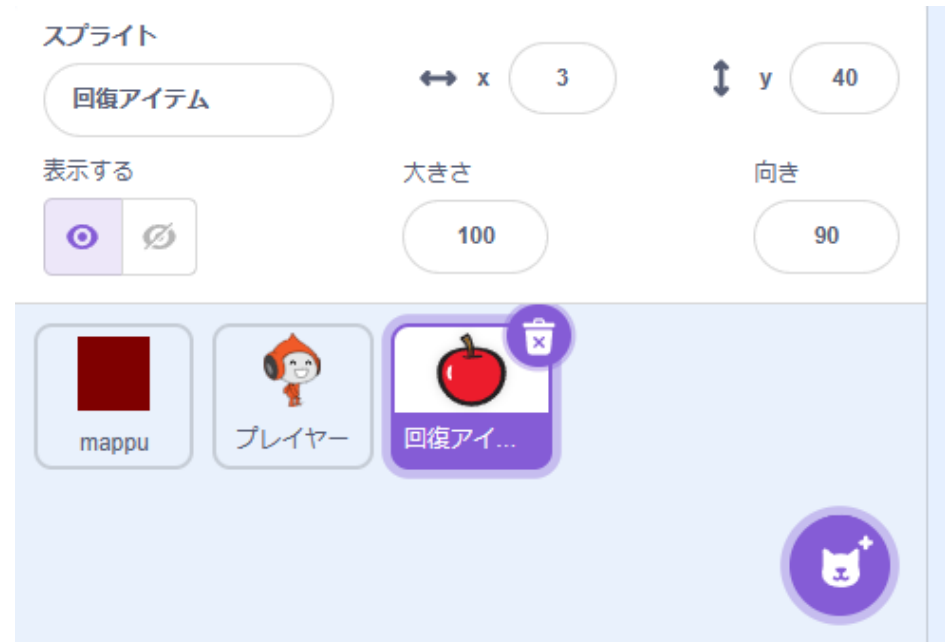 スプライト
回復アイテム
x 3
y 40
表示する
大きさ
向き
100
90
mappu
プレイヤー
回復アイ...